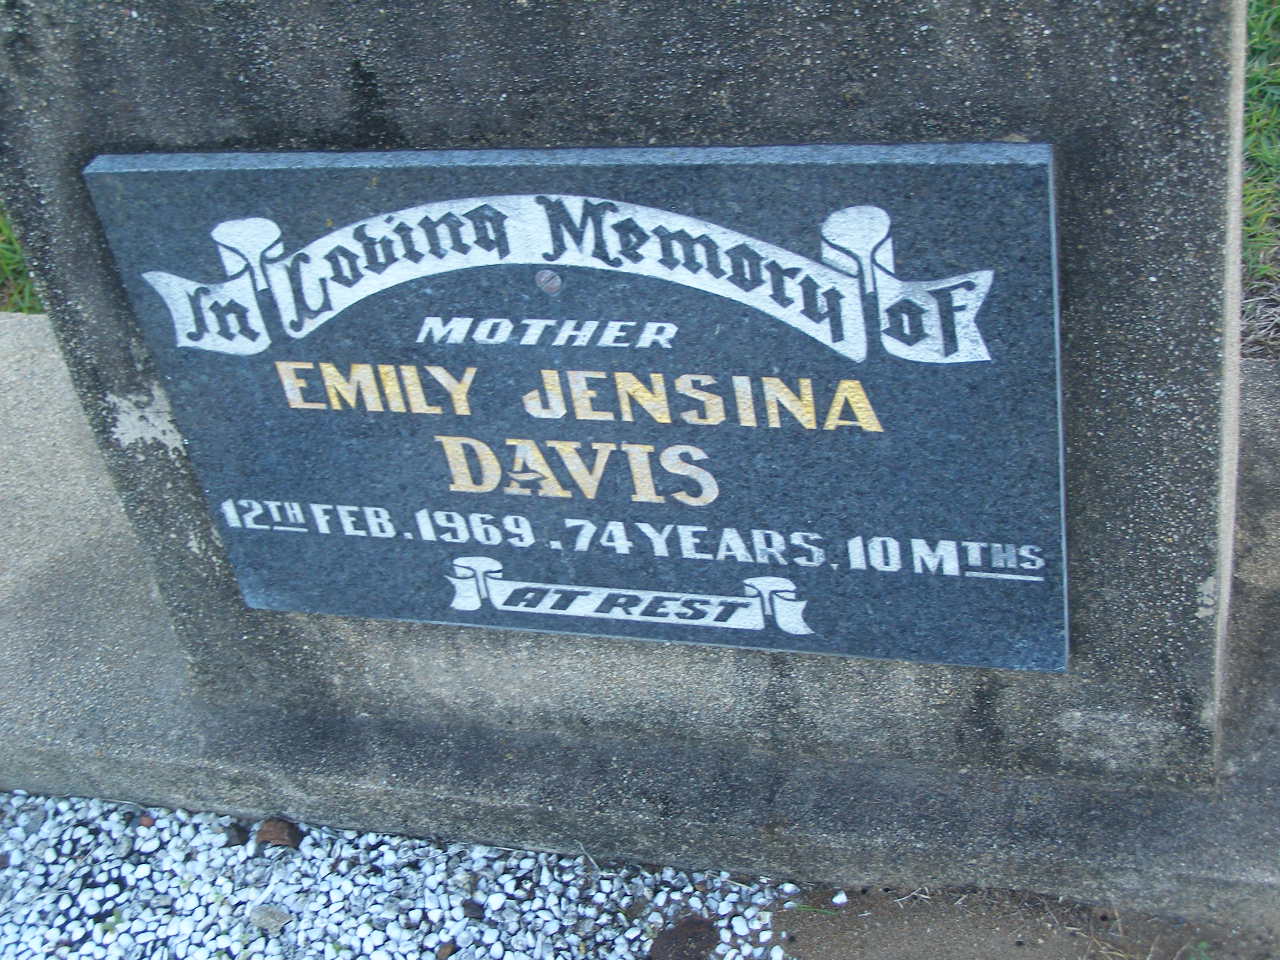 In Loving Memory of
MOTHER
EMILY JENSINA
DAVIS
12TH FEB. 1969. 74 YEARS. 10 MTHS
AT REST